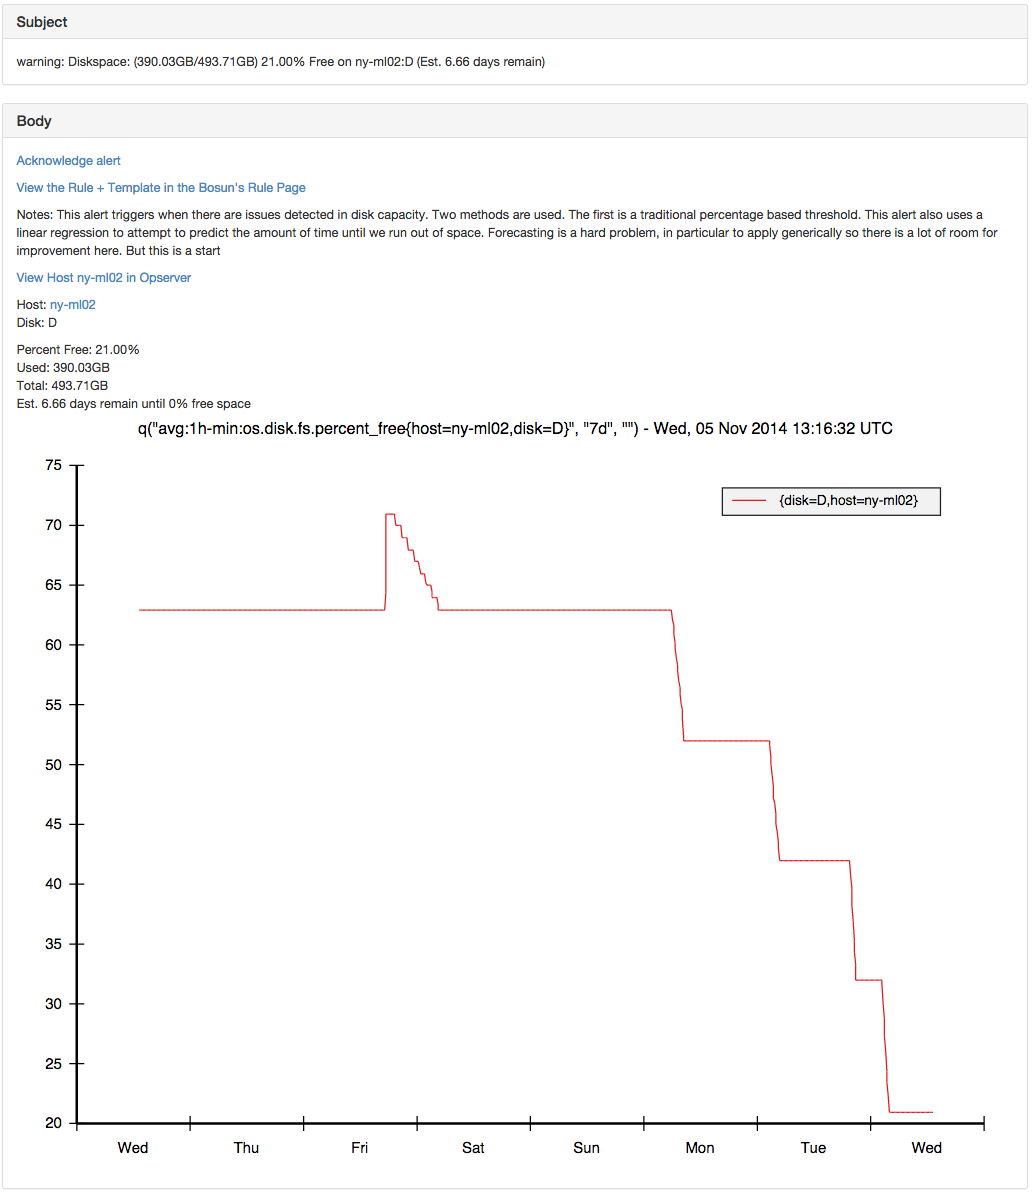 Subject
warning: Diskspace: (390.03GB/493.71GB) 21.00% Free on ny-ml02:D (Est. 6.66 days remain)
Body
Acknowledge alert
View the Rule + Template in the Bosun's Rule Page
Notes: This alert triggers when there are issues detected in disk capacity. Two methods are used. The first is a traditional percentage based threshold. This alert also uses a
linear regression to attempt to predict the amount of time until we run out of space. Forecasting is a hard problem, in particular to apply generically so there is a lot of room for
improvement here. But this is a start
View Host ny-ml02 in Opserver
Host: ny-ml02
Disk: D
Percent Free: 21.00%
Used: 390.03GB
Total: 493.71GB
Est. 6.66 days remain until 0% free space
q("avg:1h-min:os.disk.fs.percent_free{host=ny-ml02,disk=D}", "7d", "") - Wed, 05 Nov 2014 13:16:32 UTC
{disk=D,host=ny-ml02}
75
70
65
60
55
50
45
40
35
30
25
20
Wed Thu Fri Sat Sun Mon Tue Wed